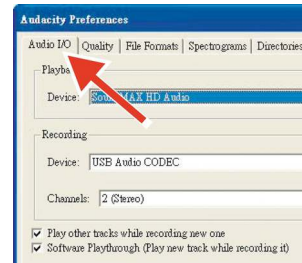 Audacity Preferences
Audio I/O Quality File Formats Spectrograms Directories
Playba
Device: MAX HD Audio
Recording
Device: USB Audio CODEC
Channels: 2 (Stereo)
Play other tracks while recording new one
Software Playthrough (Play new track while recording it)